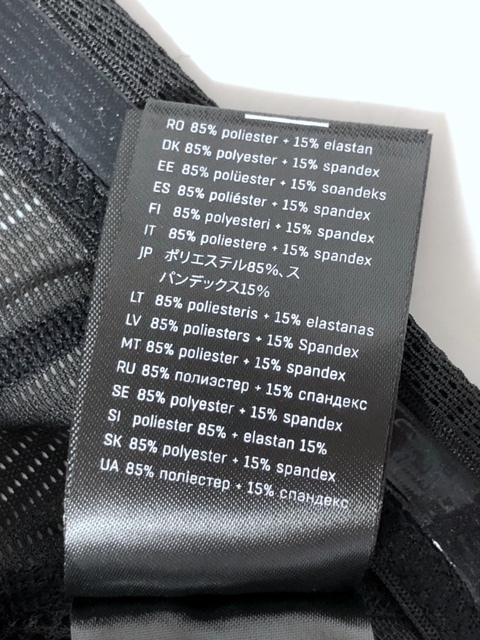 RO 85% poliester + 15% elastan
DK 85% polyester + 15% spandex
EE 85% polüester + 15% soandeks
ES 85% poliéster + 15% spandex
FI 85% polyesteri + 15% spandex
IT 85% poliestere + 15% spandex
JP ポリエステル85%、ス
パンデックス15%
LT 85% poliesteris + 15% elastanas
LV 85% poliesters + 15% Spandex
MT 85% poliester + 15% spandex
RU 85% полиэстер + 15% спандекс
SE 85% polyester + 15% spandex
SI poliester 85% + elastan 15%
SK 85% polyester + 15% spandex
UA 85% поліестер + 15% спандекс